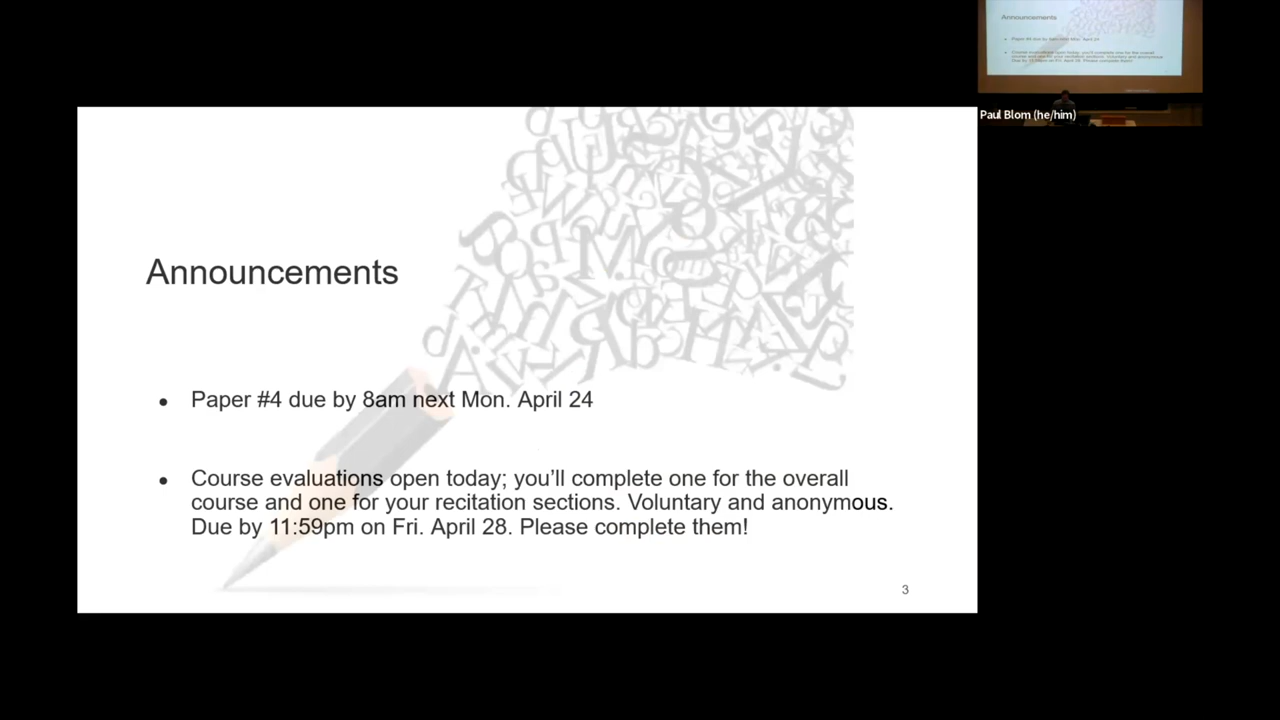 Announcements
Paper #4 due by 8am next Mon. April 24
Course evaluations open today; you'll complete one for the overall
course and one for your recitation sections. Voluntary and anonymous.
Due by 11:59pm on Fri. April 28. Please complete them!
3
Announcements
Paul Blom (he/him)